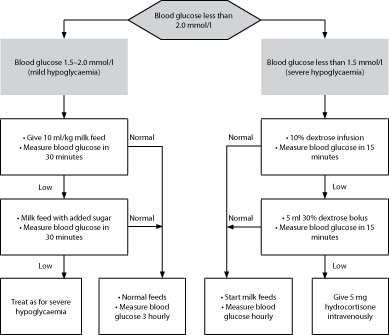 Blood glucose less than
2.0 mmol/l
Blood glucose 1.5–2.0 mmol/l
(mild hypoglycaemia)
Blood glucose less than 1.5 mmol/l
(severe hypoglycaemia)
• Give 10 ml/kg milk feed
• Measure blood glucose in
30 minutes
Normal
Normal
• 10% dextrose infusion
• Measure blood glucose in
15 minutes
Low
Low
• Milk feed with added sugar
• Measure blood glucose in
30 minutes
Normal
Normal
• 5 ml 30% dextrose bolus
• Measure blood glucose in
15 minutes
Low
Low
Treat as for severe
hypoglycaemia
• Normal feeds
• Measure blood
glucose 3 hourly
• Start milk feeds
• Measure blood
glucose hourly
Give 5 mg
hydrocortisone
intravenously